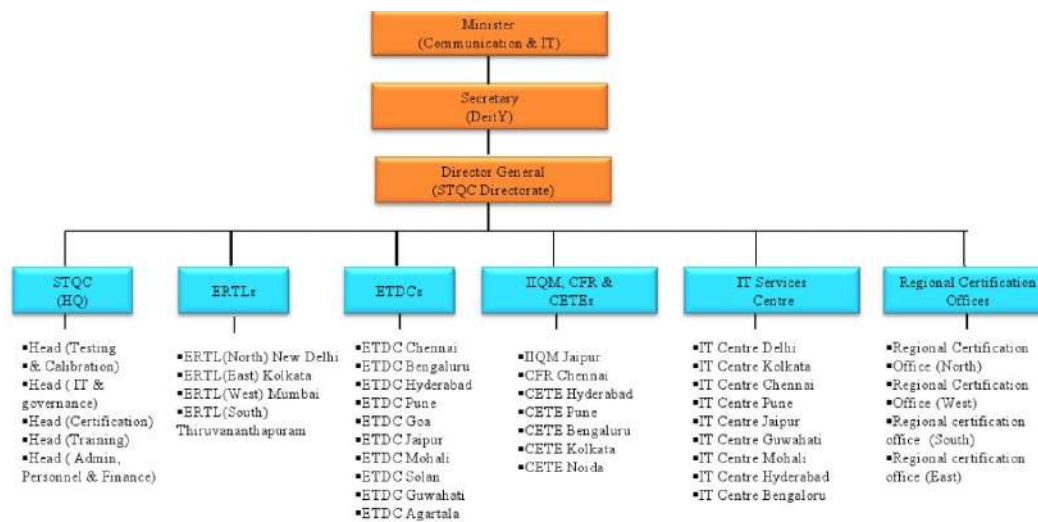 Minister
(Communication & IT)
Secretary
(DeitY)
Director General
(STQC Directorate)
STQC
(HQ)
ERTLs
ETDCs
IIQM, CFR &
CETEs
IT Services
Centre
Regional Certification
Offices
▪Head (Testing
▪& Calibration)
▪Head ( IT &
governance)
▪Head (Certification)
▪Head (Training)
▪Head ( Admin,
Personnel & Finance)
▪ERTL(North) New Delhi
▪ERTL(East) Kolkata
▪ERTL(West) Mumbai
▪ERTL(South)
Thiruvananthapuram
▪ETDC Chennai
▪ETDC Bengaluru
▪ETDC Hyderabad
▪ETDC Pune
▪ETDC Goa
▪ETDC Jaipur
▪ETDC Mohali
▪ETDC Solan
▪ETDC Guwahati
▪ETDC Agartala
▪IIQM Jaipur
▪CFR Chennai
▪CETE Hyderabad
▪CETE Pune
▪CETE Bengaluru
▪CETE Kolkata
▪CETE Noida
▪IT Centre Delhi
▪IT Centre Kolkata
▪IT Centre Chennai
▪IT Centre Pune
▪IT Centre Jaipur
▪IT Centre Guwahati
▪IT Centre Mohali
▪IT Centre Hyderabad
▪IT Centre Bengaloru
▪Regional Certification
Office (North)
▪Regional Certification
Office (West)
▪Regional certification
office (South)
▪Regional certification
office (East)